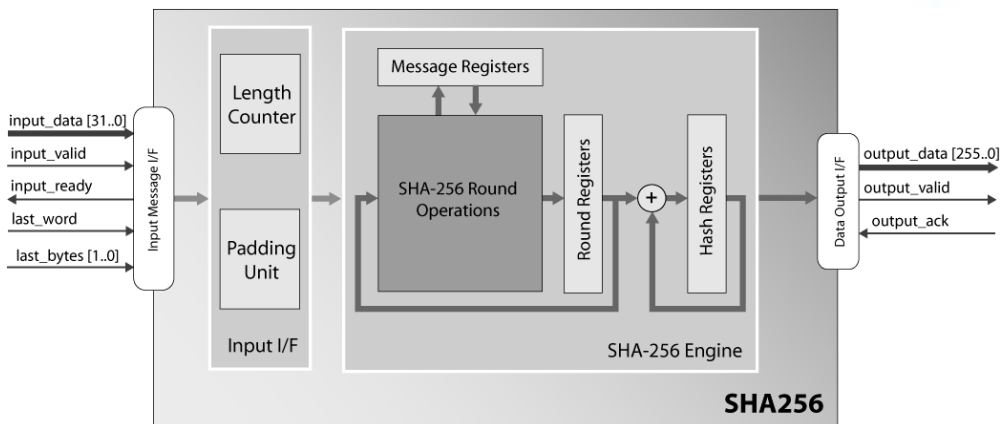 input_data [31..0]
input_valid
input_ready
last_word
last_bytes [1..0]
Input Message I/F
Length
Counter
Padding
Unit
Input I/F
Message Registers
SHA-256 Round
Operations
Round Registers
+
Hash Registers
SHA-256 Engine
Data Output I/F
output_data [255..0]
output_valid
output_ack
SHA256